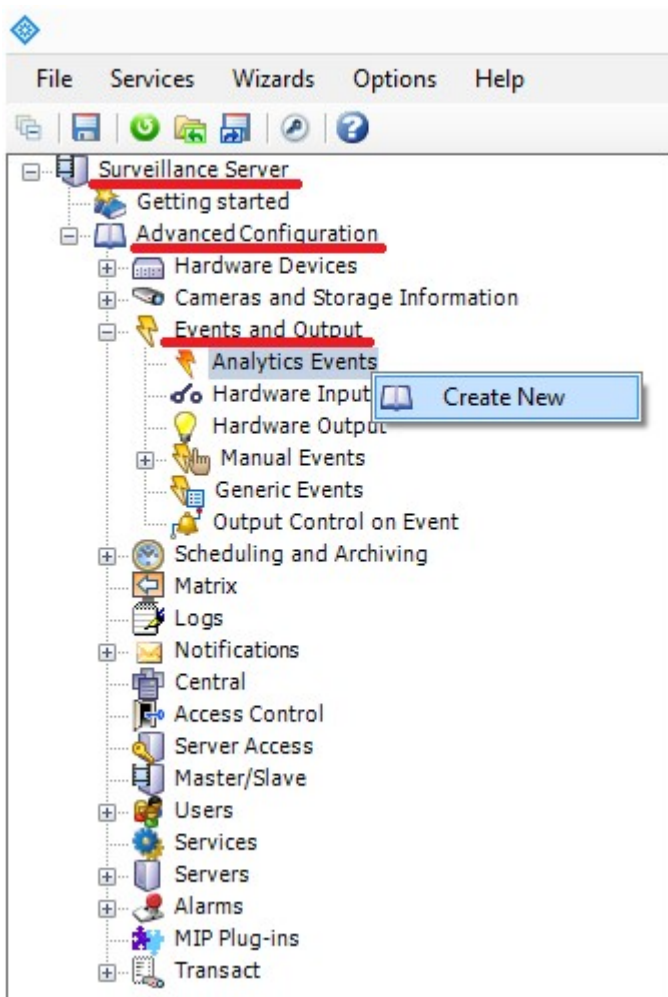 File Services Wizards Options Help
Surveillance Server
Getting started
Advanced Configuration
Hardware Devices
Cameras and Storage Information
Events and Output
Analytics Events
Hardware Input
Create New
Hardware Output
Manual Events
Generic Events
Output Control on Event
Scheduling and Archiving
Matrix
Logs
Notifications
Central
Access Control
Server Access
Master/Slave
Users
Services
Servers
Alarms
MIP Plug-ins
Transact